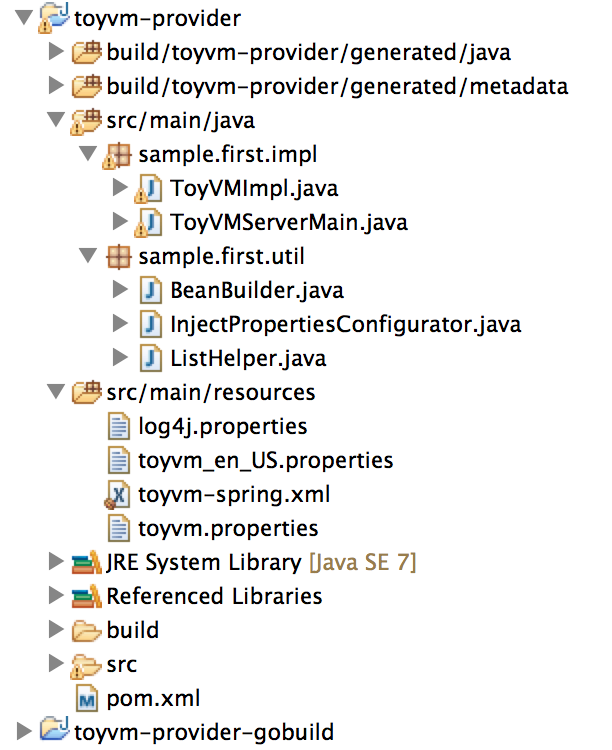 toyvm-provider
build/toyvm-provider/generated/java
build/toyvm-provider/generated/metadata
src/main/java
sample.first.impl
ToyVMImpl.java
ToyVMServerMain.java
sample.first.util
BeanBuilder.java
InjectPropertiesConfigurator.java
ListHelper.java
src/main/resources
log4j.properties
toyvm_en_US.properties
toyvm-spring.xml
toyvm.properties
JRE System Library [Java SE 7]
Referenced Libraries
build
src
pom.xml
toyvm-provider-gobuild